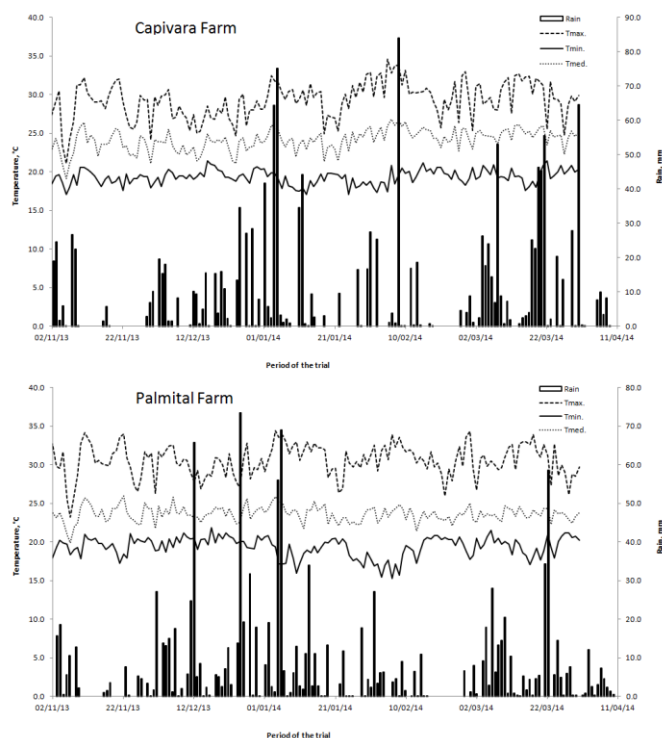 Capivara Farm
Rain
Tmax.
Tmin.
Tmed.
Temperature, °C
40.0
35.0
30.0
25.0
20.0
15.0
10.0
5.0
0.0
90.0
80.0
70.0
60.0
50.0
40.0
30.0
20.0
10.0
0.0
Rain, mm
02/11/13 22/11/13 12/12/13 01/01/14 21/01/14 10/02/14 02/03/14 22/03/14 11/04/14
Period of the trial
Palmital Farm
Rain
Tmax.
Tmin.
Tmed.
Temperature, °C
40.0
35.0
30.0
25.0
20.0
15.0
10.0
5.0
0.0
80.0
70.0
60.0
50.0
40.0
30.0
20.0
10.0
0.0
Rain, mm
02/11/13 22/11/13 12/12/13 01/01/14 21/01/14 10/02/14 02/03/14 22/03/14 11/04/14
Period of the trial